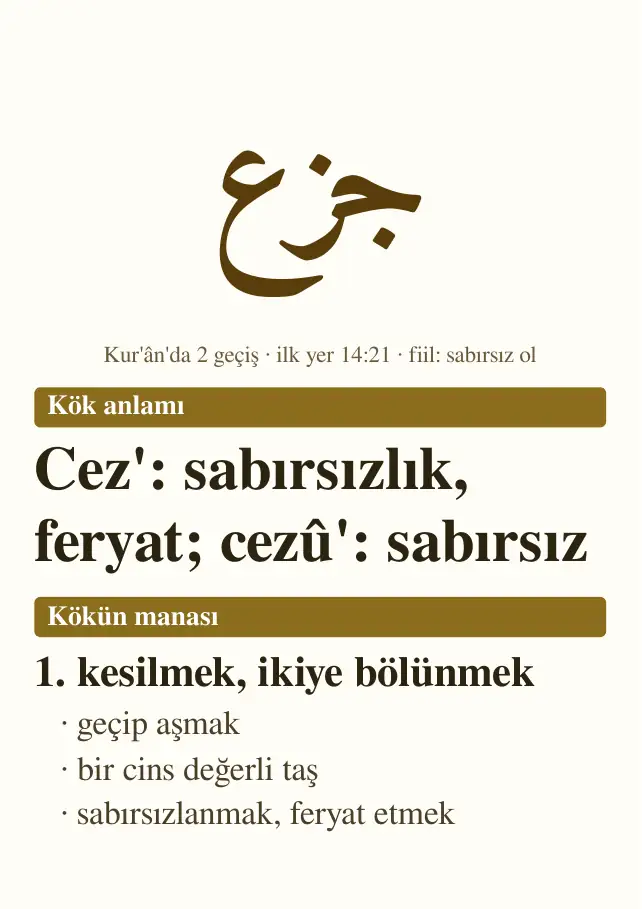 جزع
Kur'ân'da 2 geçiş · ilk yer 14:21 · fiil: sabırsız ol
Kök anlamı
Cez': sabırsızlık,
feryat; cezû': sabırsız
Kökün manası
1. kesilmek, ikiye bölünmek
· geçip aşmak
· bir cins değerli taş
· sabırsızlanmak, feryat etmek